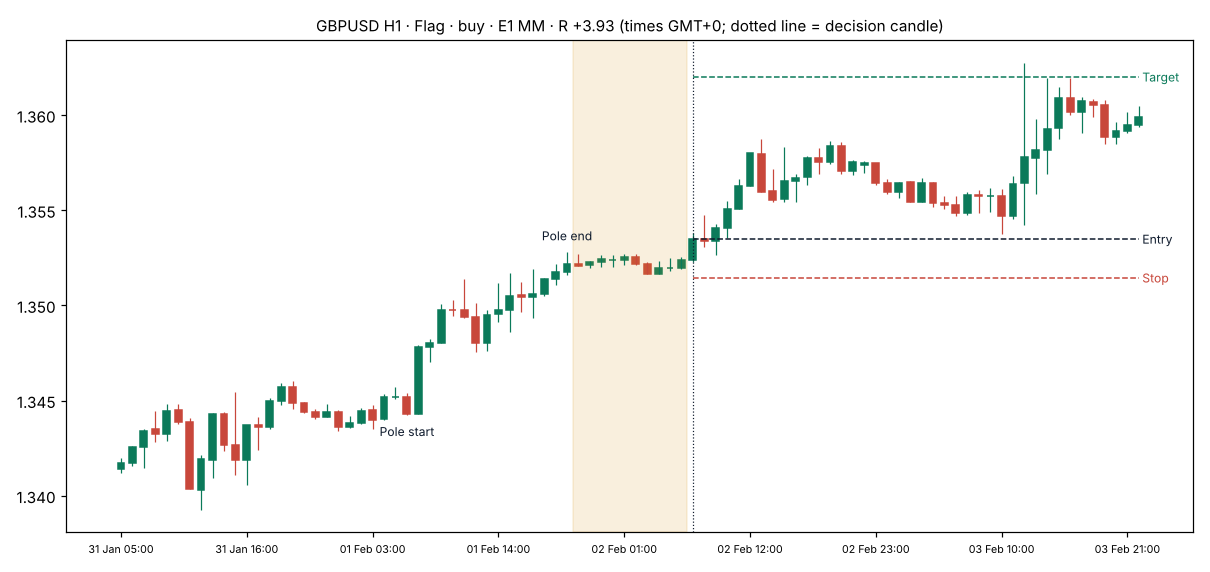 GBPUSD H1 · Flag · buy · E1 MM · R +3.93 (times GMT+0; dotted line = decision candle)
Target
1.360
1.355
Pole end
Entry
Stop
1.350
1.345
Pole start
1.340
31 Jan 05:00
31 Jan 16:00
01 Feb 03:00
01 Feb 14:00
02 Feb 01:00
02 Feb 12:00
02 Feb 23:00
03 Feb 10:00
03 Feb 21:00